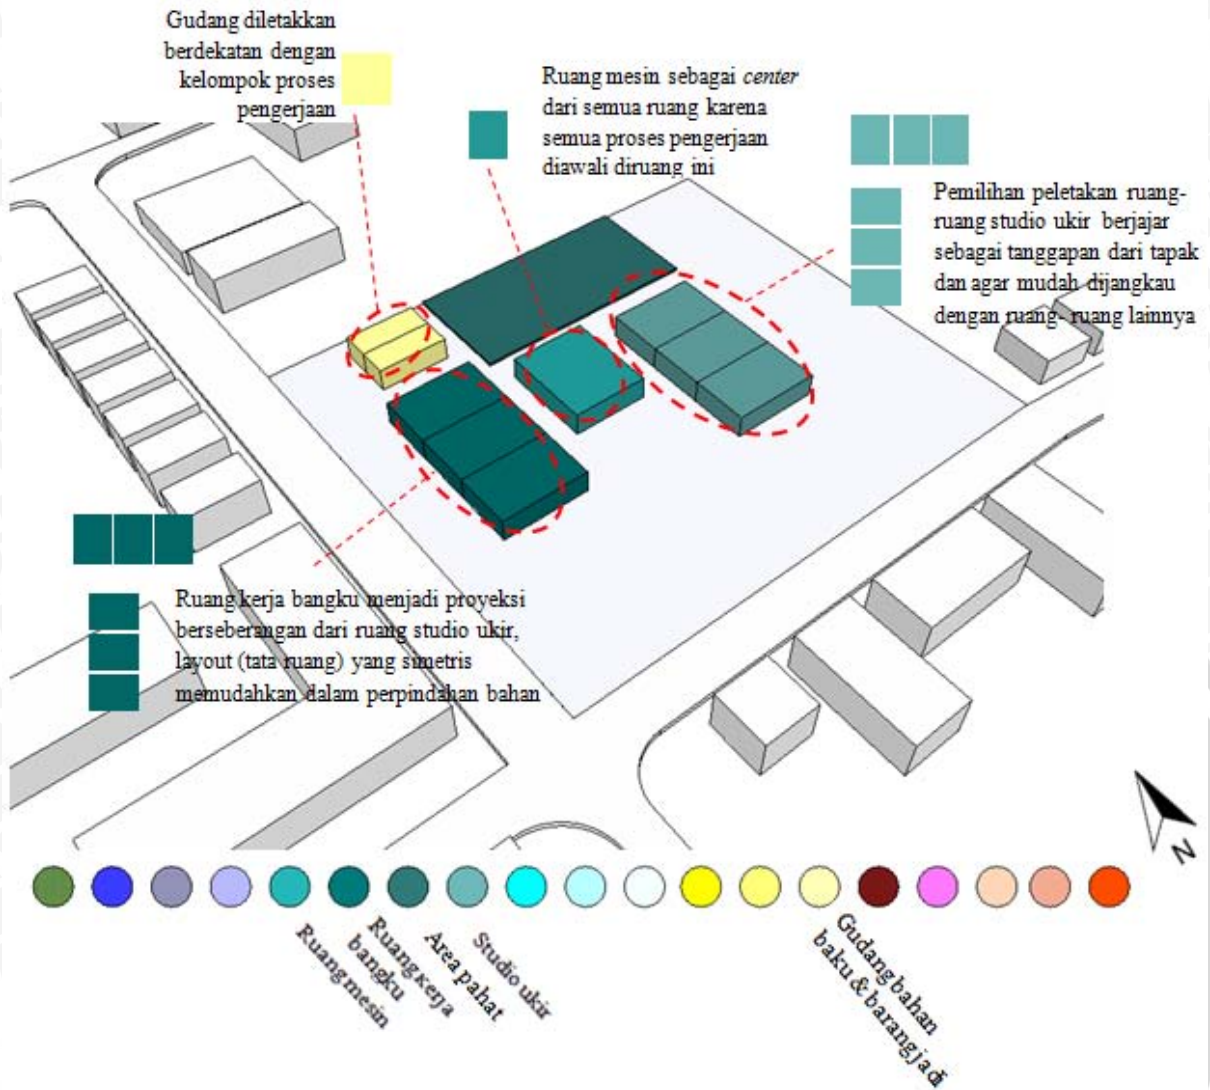 Gudang diletakkan
berdekatan dengan
kelompok proses
pengerjaan
Ruang mesin sebagai center
dari semua ruang karena
semua proses pengerjaan
diawali diruang ini
Pemilihan peletakan ruang-
ruang studio ukir berjajar
sebagai tanggapan dari tapak
dan agar mudah dijangkau
dengan ruang- ruang lainnya
Ruang kerja bangku menjadi proyeksi
berseberangan dari ruang studio ukir,
layout (tata ruang) yang simetris
memudahkan dalam perpindahan bahan
N
Ruang mesin
Ruang kerja
bangku
Area pahat
Studio ukir
Gudang bahan
baku & barang jadi